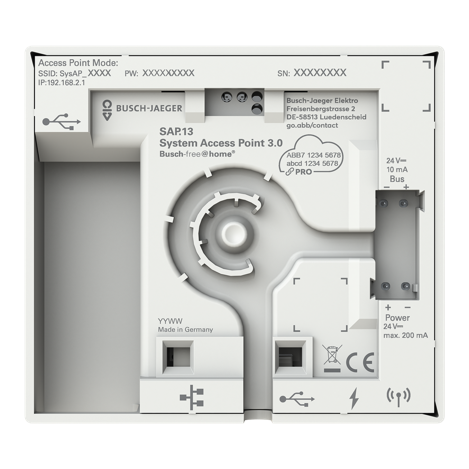 Access Point Mode:
SSID: SysAP_XXXX PW: XXXXXXXXX SN: XXXXXXXX
IP:192.168.2.1
BUSCH-JAEGER
Busch-Jaeger Elektro
Freisenbergstrasse 2
DE-58513 Luedenscheid
go.abb/contact
SAP.13
System Access Point 3.0
Busch-free@home®
ABB7 1234 5678
abcd 1234 5678
PRO
24 V
10 mA
Bus
− +
+ −
Power
24 V
max. 200 mA
YYWW
Made in Germany
CE